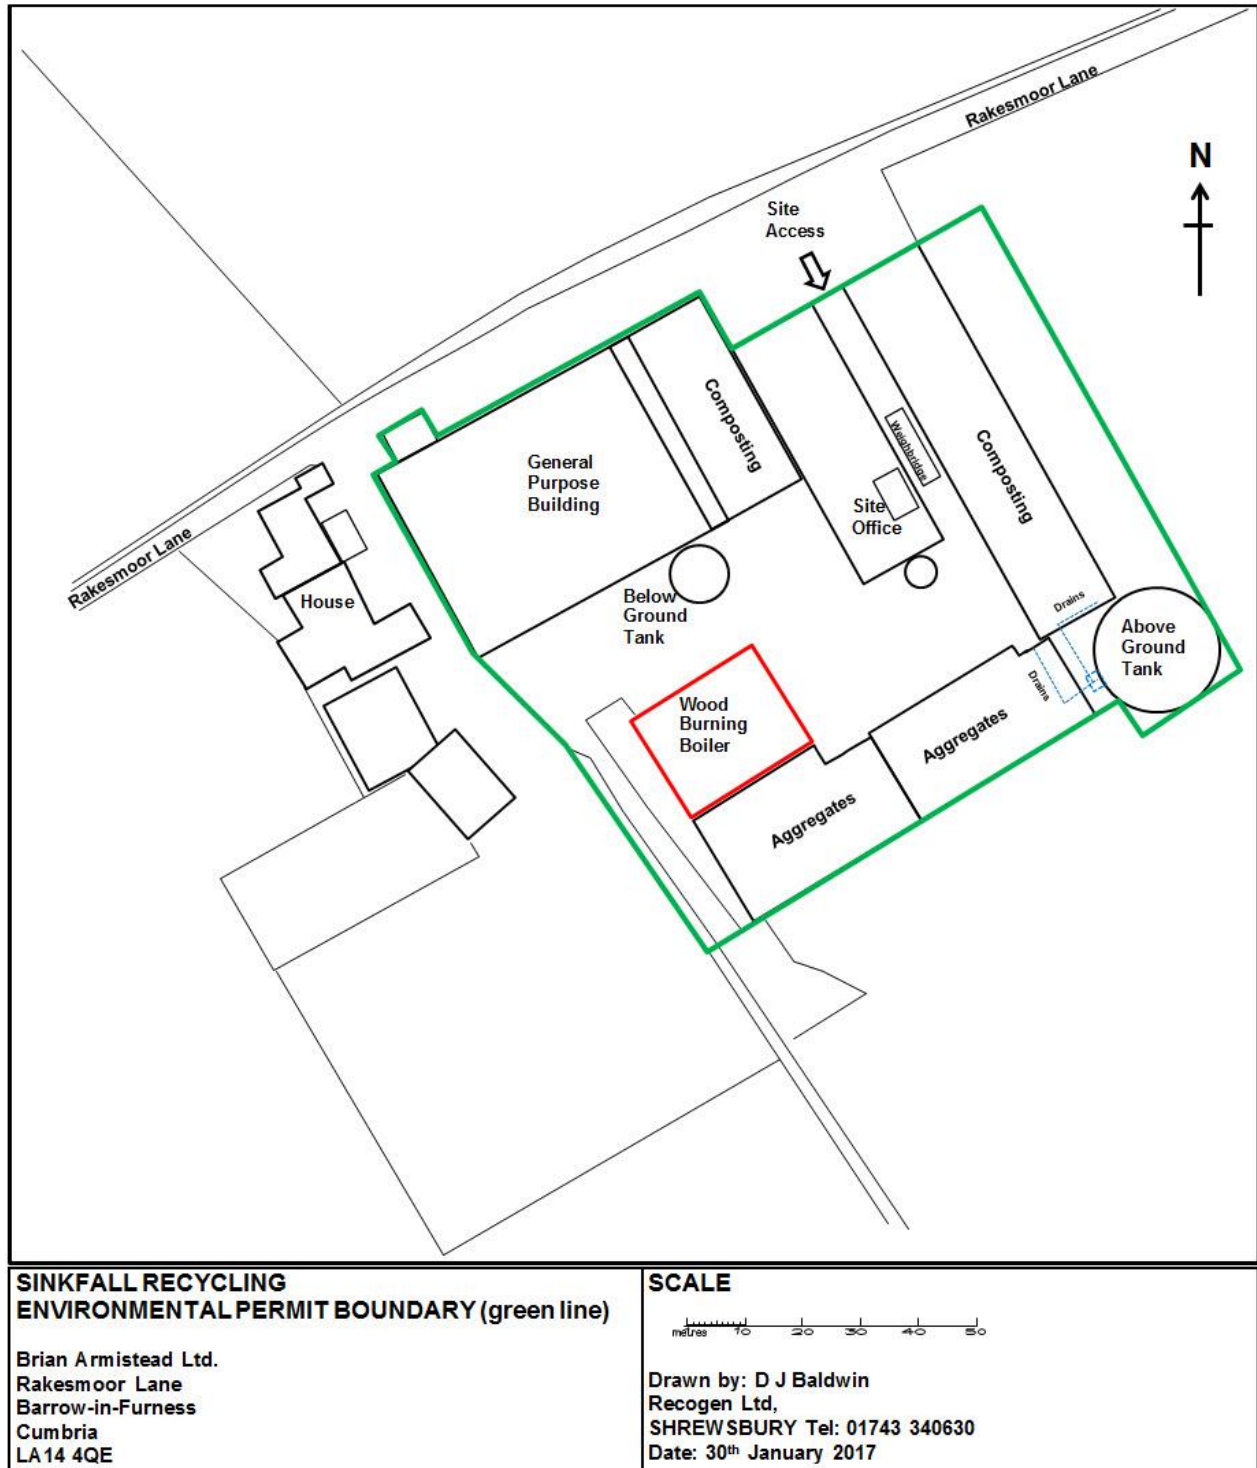 Rakesmoor Lane
N
Site
Access
Composting
General
Purpose
Building
Weighbridge
Composting
Site
Office
Rakesmoor Lane
House
Below
Ground
Tank
Drains
Above
Ground
Tank
Drains
Wood
Burning
Boiler
Aggregates
Aggregates
SINKFALL RECYCLING
ENVIRONMENTAL PERMIT BOUNDARY (green line)
Brian Armistead Ltd.
Rakesmoor Lane
Barrow-in-Furness
Cumbria
LA14 4QE
SCALE
metres 10 20 30 40 50
Drawn by: D J Baldwin
Recogen Ltd,
SHREWSBURY Tel: 01743 340630
Date: 30th January 2017